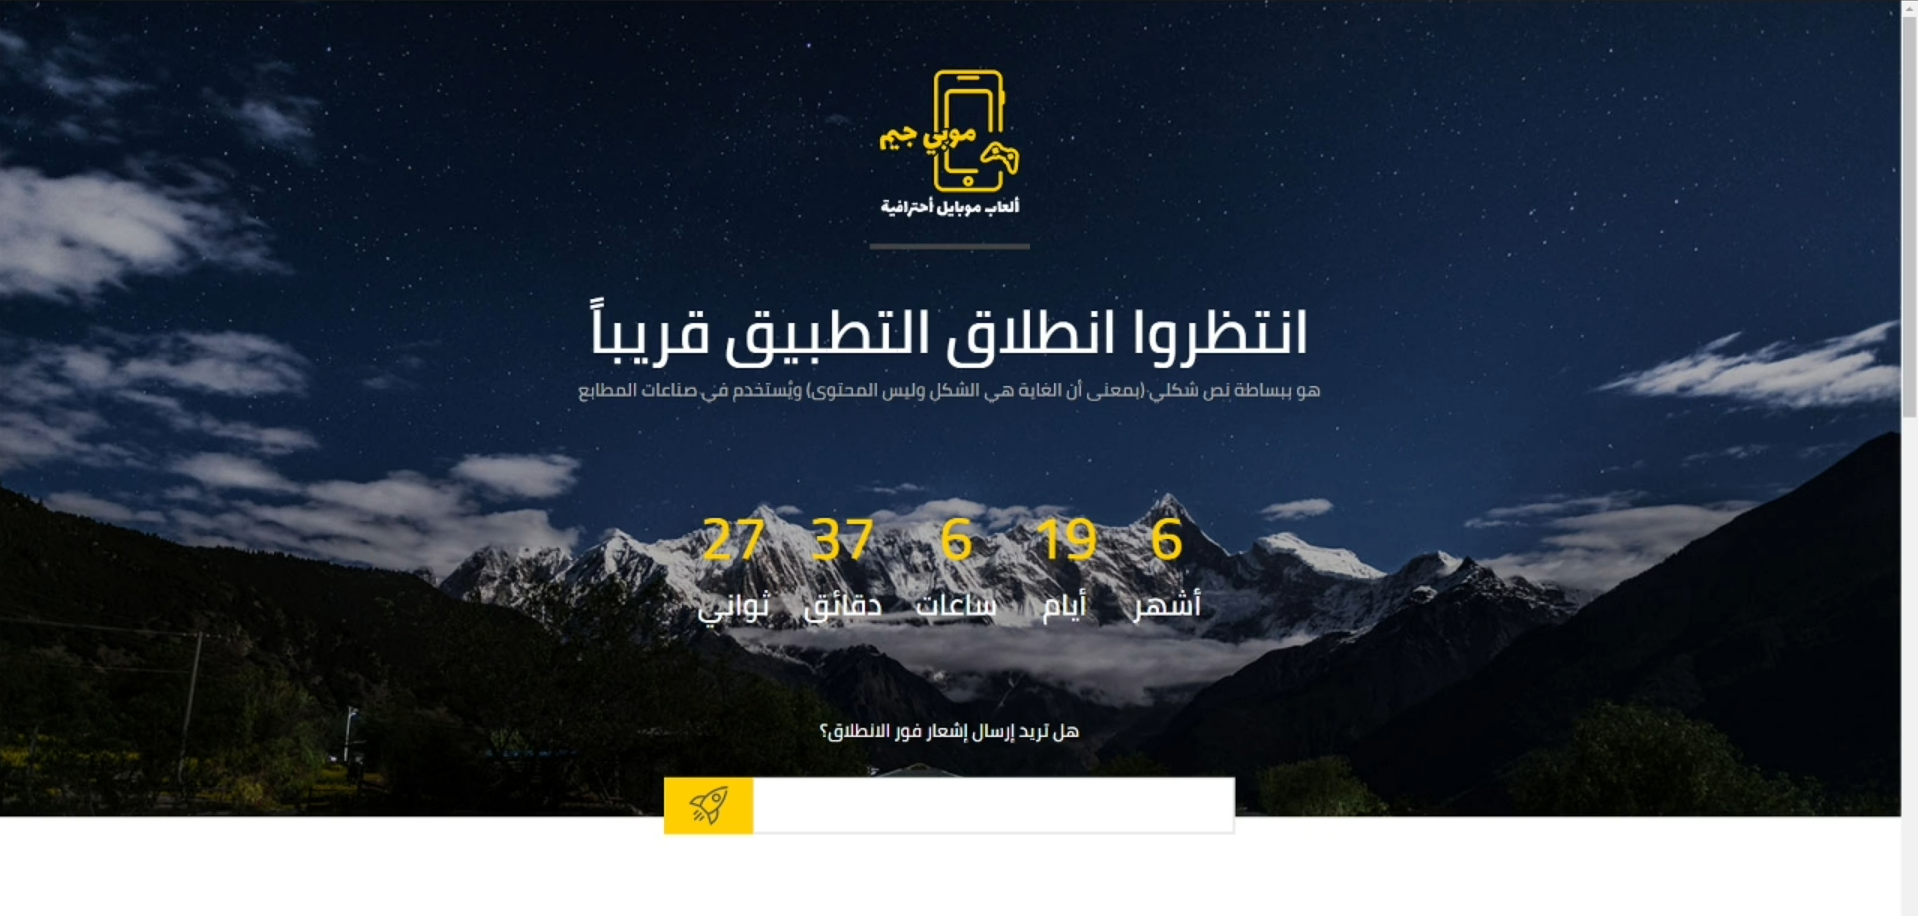 موبي جيم
ألعاب موبايل أحترافية
انتظروا انطلاق التطبيق قريباً
هو ببساطة نص شكلي (بمعنى أن الغاية هي الشكل وليس المحتوى) ويُستخدم في صناعات المطابع
6 19 6 37 27
أشهر أيام ساعات دقائق ثواني
هل تريد إرسال إشعار فور الانطلاق؟